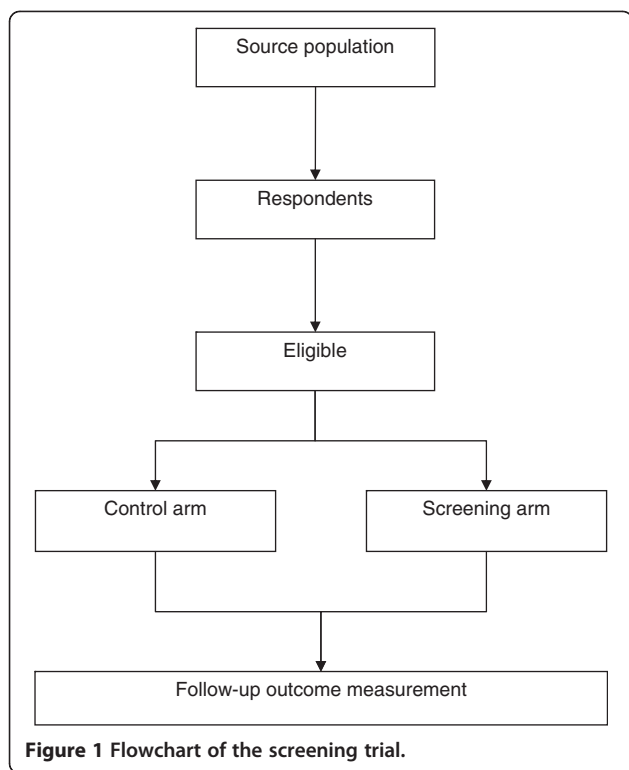 Source population
Respondents
Eligible
Control arm
Screening arm
Follow-up outcome measurement
Figure 1 Flowchart of the screening trial.